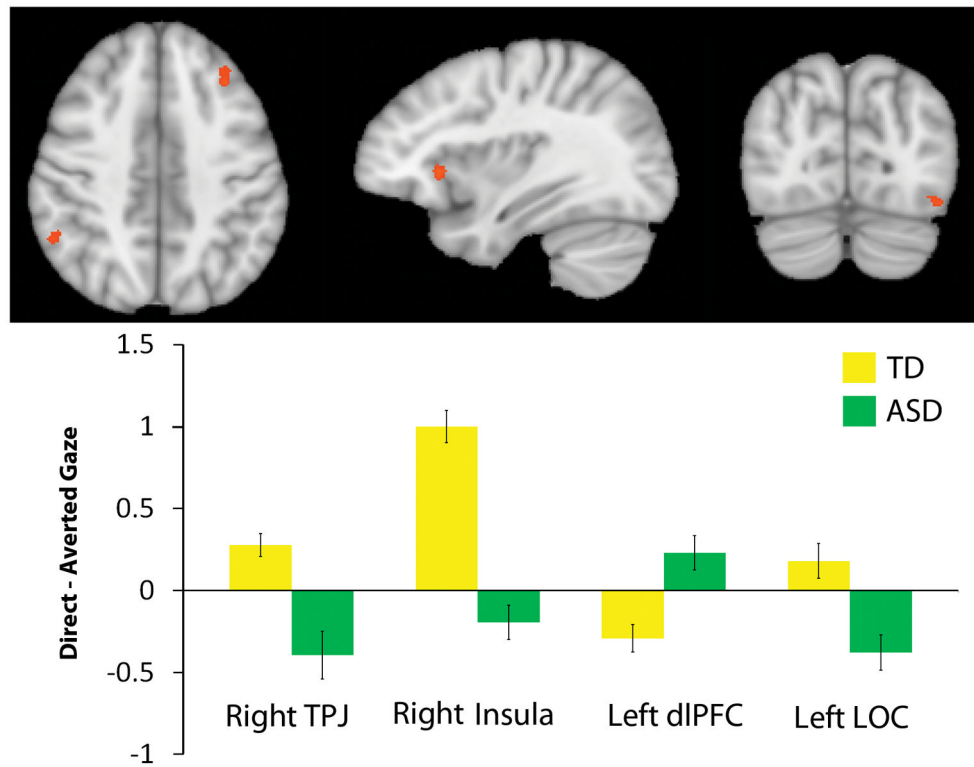 1.5
TD
ASD
1
0.5
0
-0.5
-1
Direct - Averted Gaze
Right TPJ
Right Insula
Left dlPFC
Left LOC